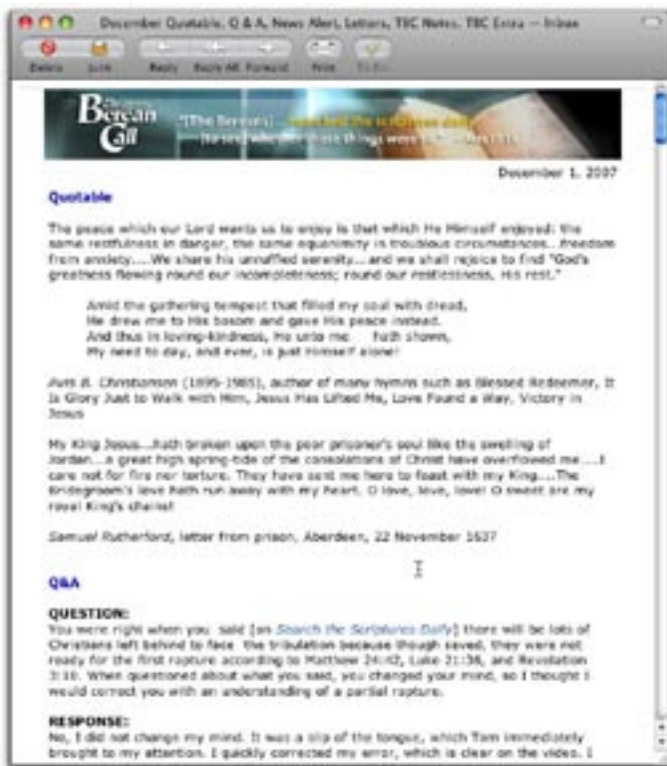 December Quotable, Q & A, News Alert, Letters, TBC Notes, TBC Extra — Inbox
Delete Junk Reply Reply All Forward Print To Do
The Berean Call
"[The Bereans] ... searched the scriptures daily
[to see] whether those things were so."
December 1, 2007
Quotable
The peace which our Lord wants us to enjoy is that which He Himself enjoyed: the
same restfulness in danger, the same equanimity in troublous circumstances...freedom
from anxiety....We share his unruffled serenity...and we shall rejoice to find "God's
greatness flowing round our incompleteness; round our restlessness, His rest."
Amid the gathering tempest that filled my soul with dread,
He drew me to His bosom and gave His peace instead.
And thus in loving-kindness, He unto me hath shown,
My need to day, and ever, is just Himself alone!
Avis B. Christiansen (1895-1985), author of many hymns such as Blessed Redeemer, It
Is Glory Just to Walk with Him, Jesus Has Lifted Me, Love Found a Way, Victory in
Jesus
My King Jesus...hath broken upon the poor prisoner's soul like the swelling of
Jordan...a great high spring-tide of the consolations of Christ have overflowed me....I
care not for fire nor torture. They have sent me here to feast with my King....The
Bridegroom's love hath run away with my heart. O love, love, love! O sweet are my
royal King's chains!
Samuel Rutherford, letter from prison, Aberdeen, 22 November 1637
Q&A
QUESTION:
You were right when you said [on Search the Scriptures Daily] there will be lots of
Christians left behind to face the tribulation because though saved, they were not
ready for the first rapture according to Matthew 24:42, Luke 21:36, and Revelation
3:10. When questioned about what you said, you changed your mind, so I thought I
would correct you with an understanding of a partial rapture.
RESPONSE:
No, I did not change my mind. It was a slip of the tongue, which Tom immediately
brought to my attention. I quickly corrected my error, which is clear on the video. I